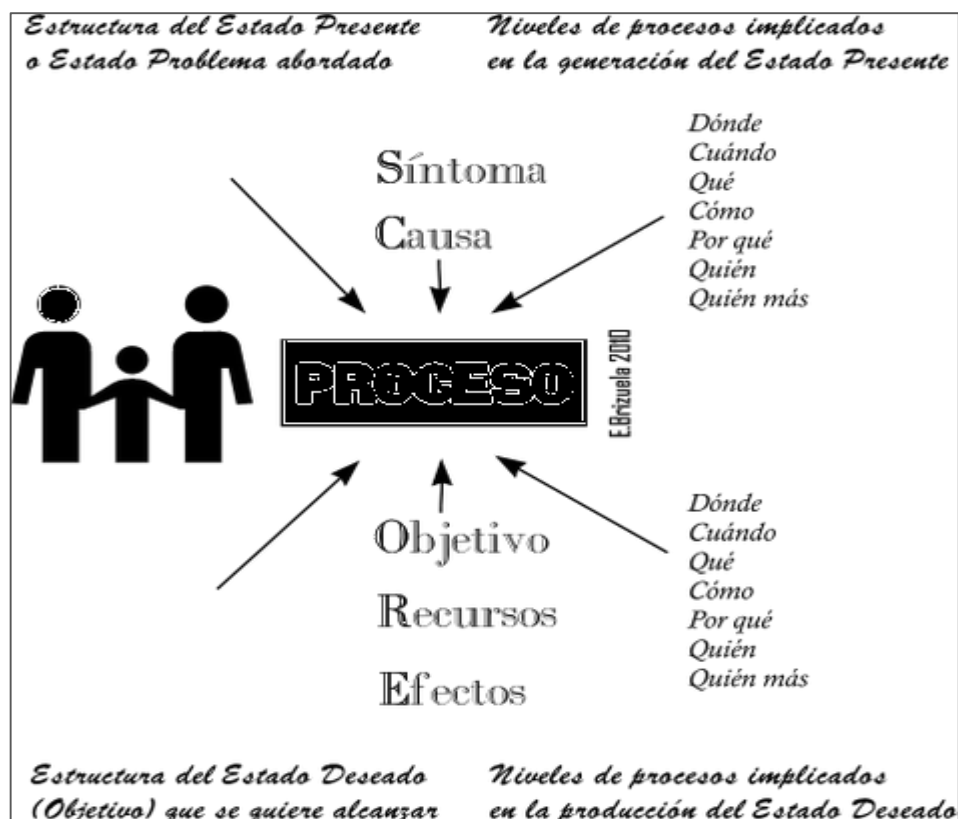 Estructura del Estado Presente
o Estado Problema abordado
Niveles de procesos implicados
en la generación del Estado Presente
Síntoma
Causa
Dónde
Cuándo
Qué
Cómo
Por qué
Quién
Quién más
PROCESO
E.Brizuela 2010
Objetivo
Recursos
Efectos
Dónde
Cuándo
Qué
Cómo
Por qué
Quién
Quién más
Estructura del Estado Deseado
(Objetivo) que se quiere alcanzar
Niveles de procesos implicados
en la producción del Estado Deseado